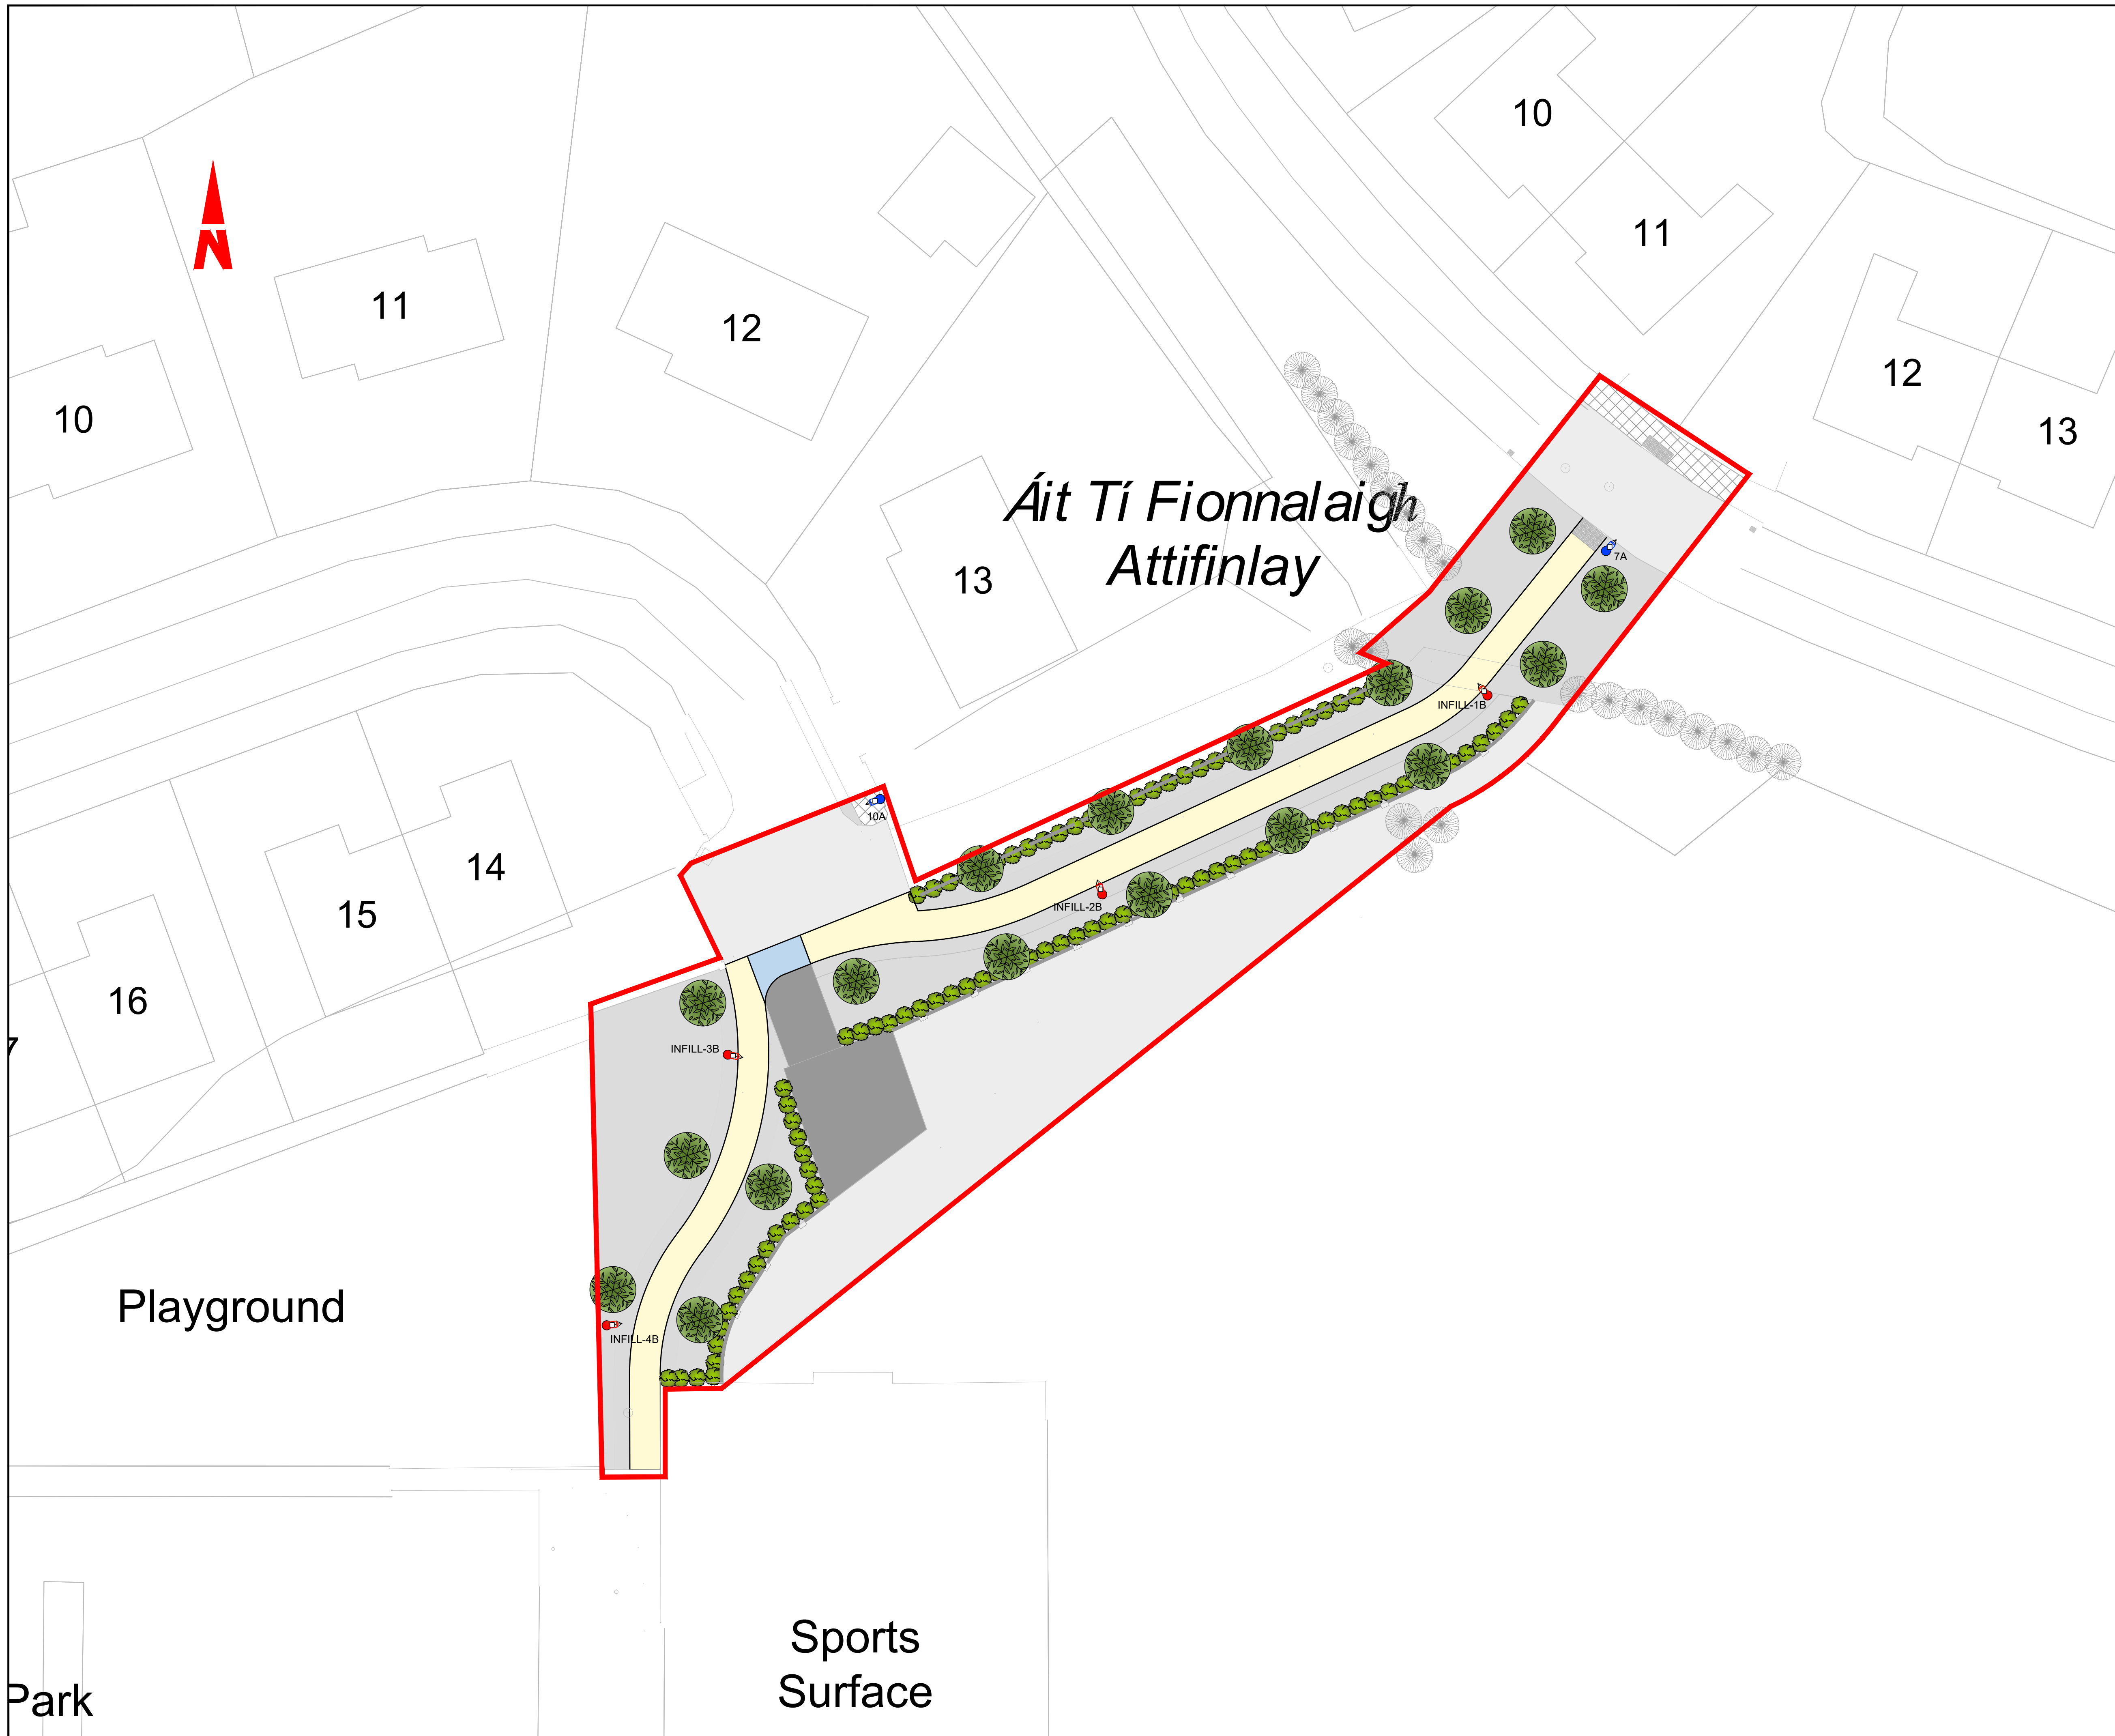 10
11
11
12
12
10
13
Áit Tí Fionnalaigh
Attifinlay
7A
13
INFILL-1B
10A
14
15
INFILL-2B
16
INFILL-3B
7
Playground
INFILL-4B
Sports
Surface
Park
N